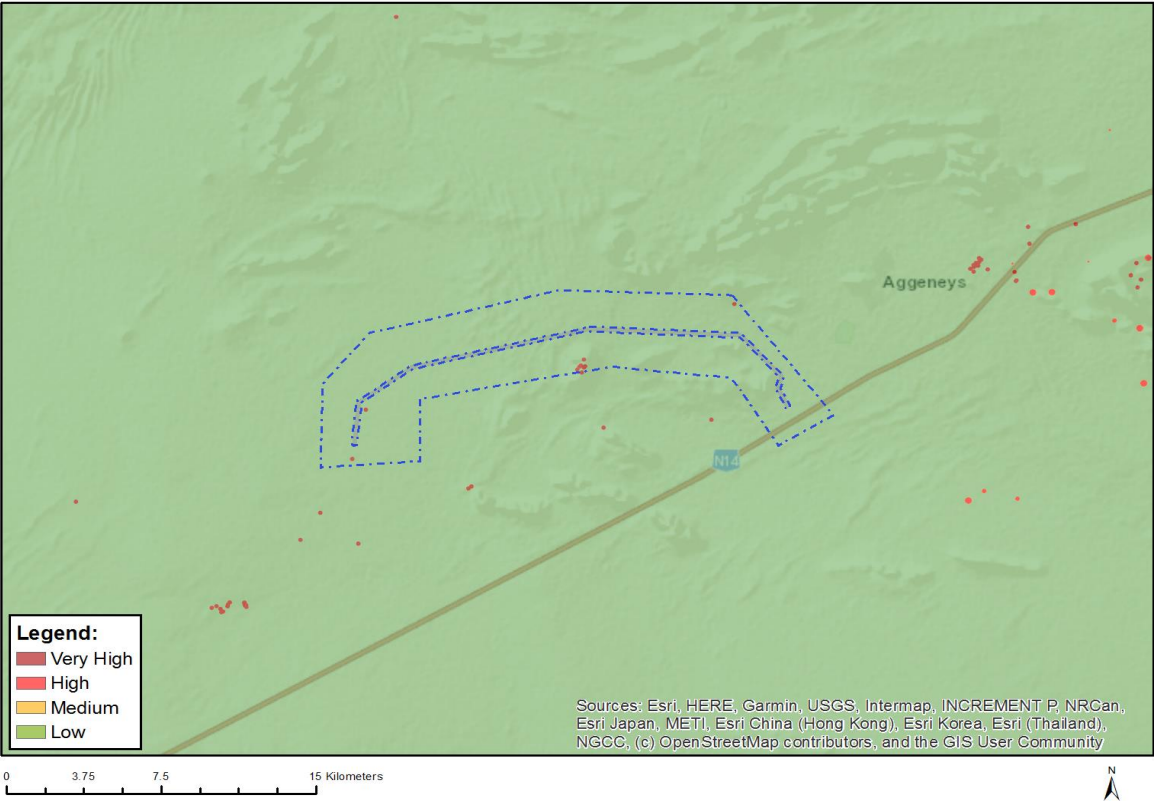 Aggeneys
N14
Legend:
Very High
High
Medium
Low
Sources: Esri, HERE, Garmin, USGS, Intermap, INCREMENT P, NRCan,
Esri Japan, METI, Esri China (Hong Kong), Esri Korea, Esri (Thailand),
NGCC, (c) OpenStreetMap contributors, and the GIS User Community
0 3.75 7.5 15 Kilometers
N